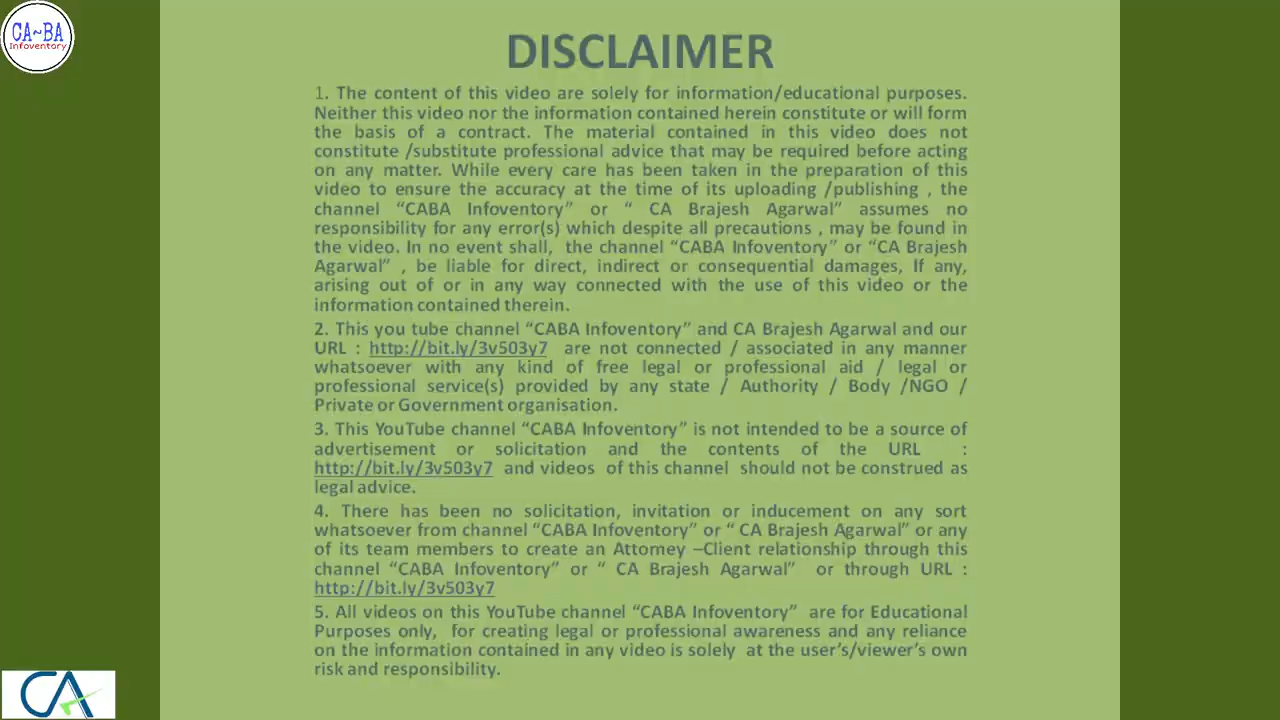 CA~BA
Infoventory
DISCLAIMER
1. The content of this video are solely for information/educational purposes.
Neither this video nor the information contained herein constitute or will form
the basis of a contract. The material contained in this video does not
constitute /substitute professional advice that may be required before acting
on any matter. While every care has been taken in the preparation of this
video to ensure the accuracy at the time of its uploading /publishing , the
channel “CABA Infoventory” or “ CA Brajesh Agarwal” assumes no
responsibility for any error(s) which despite all precautions , may be found in
the video. In no event shall, the channel “CABA Infoventory” or “CA Brajesh
Agarwal” , be liable for direct, indirect or consequential damages, If any,
arising out of or in any way connected with the use of this video or the
information contained therein.
2. This you tube channel “CABA Infoventory” and CA Brajesh Agarwal and our
URL : http://bit.ly/3v503y7 are not connected / associated in any manner
whatsoever with any kind of free legal or professional aid / legal or
professional service(s) provided by any state / Authority / Body /NGO /
Private or Government organisation.
3. This YouTube channel “CABA Infoventory” is not intended to be a source of
advertisement or solicitation and the contents of the URL :
http://bit.ly/3v503y7 and videos of this channel should not be construed as
legal advice.
4. There has been no solicitation, invitation or inducement on any sort
whatsoever from channel “CABA Infoventory” or “ CA Brajesh Agarwal” or any
of its team members to create an Attorney –Client relationship through this
channel “CABA Infoventory” or “ CA Brajesh Agarwal” or through URL :
http://bit.ly/3v503y7
5. All videos on this YouTube channel “CABA Infoventory” are for Educational
Purposes only, for creating legal or professional awareness and any reliance
on the information contained in any video is solely at the user’s/viewer’s own
risk and responsibility.
CA